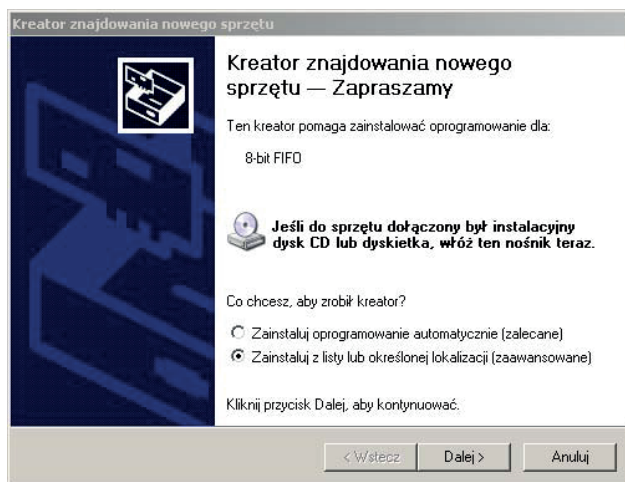 Kreator znajdowania nowego sprzętu
Kreator znajdowania nowego
sprzętu — Zapraszamy
Ten kreator pomaga zainstalować oprogramowanie dla:
8-bit FIFO
Jeśli do sprzętu dołączony był instalacyjny
dysk CD lub dyskietka, włóż ten nośnik teraz.
Co chcesz, aby zrobił kreator?
Zainstaluj oprogramowanie automatycznie (zalecane)
Zainstaluj z listy lub określonej lokalizacji (zaawansowane)
Kliknij przycisk Dalej, aby kontynuować.
< Wstecz Dalej > Anuluj